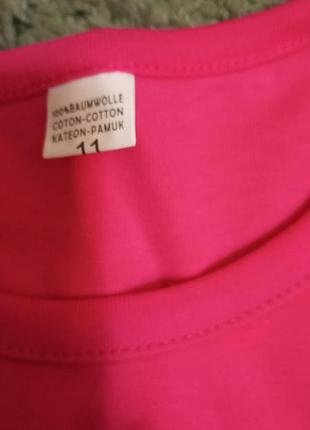 100%BAUMWOLLE
COTON-COTTON
KATEON-PAMUK
11